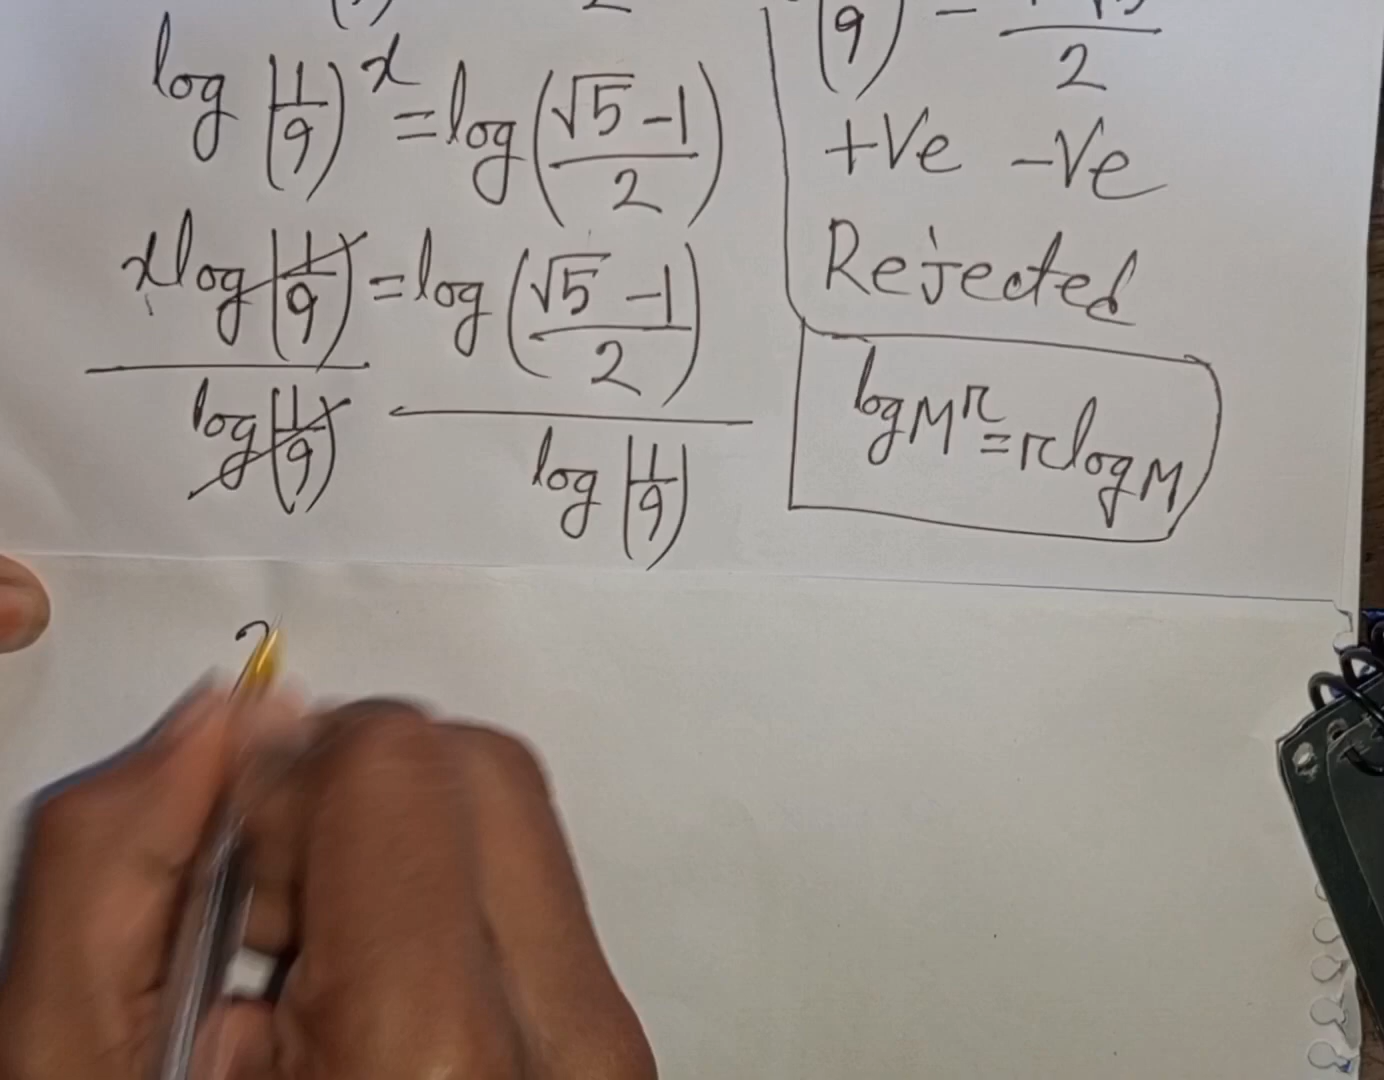 log (1/9)^x = log ((√5 -1)/2)
x log (1/9) / log (1/9) = log ((√5 -1)/2) / log (1/9)
2
+Ve -Ve
Rejected
log M^r = r log M